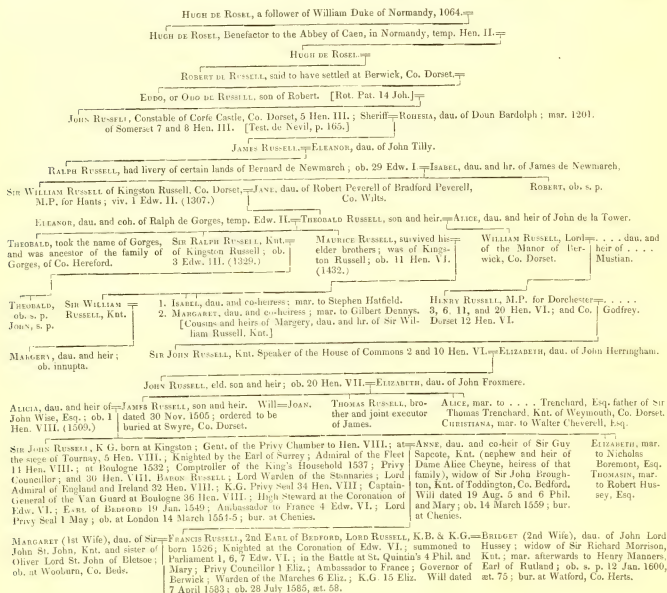 HUGH DE ROSEL, a follower of William Duke of Normandy, 1064.
HUGH DE ROSEL, Benefactor to the Abbey of Caen, in Normandy, temp. Hen. II.
HUGH DE ROSEL.
ROBERT DE RUSSELL, said to have settled at Berwick, Co. Dorset.
EUDO, or ODO DE RUSSELL, son of Robert. [Rot. Pat. 14 Joh.]
JOHN RUSSELL, Constable of Corfe Castle, Co. Dorset, 5 Hen. III.; Sheriff
of Somerset 7 and 8 Hen. III. [Test. de Nevil, p. 165.]
ROHESIA, dau. of Doun Bardolph; mar. 1201.
JAMES RUSSELL. ELEANOR, dau. of John Tilly.
RALPH RUSSELL, had livery of certain lands of Bernard de Newmarch; ob. 29 Edw. I. ISABEL, dau. and hr. of James de Newmarch.
SIR WILLIAM RUSSELL of Kingston Russell, Co. Dorset,
M.P. for Hants; viv. 1 Edw. II. (1307.)
JANE, dau. of Robert Peverell of Bradford Peverell,
Co. Wilts.
ROBERT, ob. s. p.
ELEANOR, dau. and coh. of Ralph de Gorges, temp. Edw. II. THEOBALD RUSSELL, son and heir. ALICE, dau. and heir of John de la Tower.
THEOBALD, took the name of Gorges,
and was ancestor of the family of
Gorges, of Co. Hereford.
SIR RALPH RUSSELL, Knt.
of Kingston Russell; ob.
3 Edw. III. (1329.)
MAURICE RUSSELL, survived his
elder brothers; was of Kings-
ton Russell; ob. 11 Hen. VI.
(1432.)
WILLIAM RUSSELL, Lord
of the Manor of Ber-
wick, Co. Dorset.
. . . . dau. and
heir of . . . .
Mustian.
THEOBALD,
ob. s. p.
JOHN, s. p.
SIR WILLIAM
RUSSELL, Knt.
1. ISABEL, dau. and co-heiress; mar. to Stephen Hatfield.
2. MARGARET, dau. and co-heiress; mar. to Gilbert Dennys.
[Cousins and heirs of Margery, dau. and hr. of Sir Wil-
liam Russell, Knt.]
HENRY RUSSELL, M.P. for Dorchester
3, 6, 11, and 20 Hen. VI.; and Co.
Dorset 12 Hen. VI.
. . . .
Godfrey.
MARGERY, dau. and heir;
ob. innupta.
SIR JOHN RUSSELL, Knt. Speaker of the House of Commons 2 and 10 Hen. VI. ELIZABETH, dau. of John Herringham.
JOHN RUSSELL, eld. son and heir; ob. 20 Hen. VII. ELIZABETH, dau. of John Froxmere.
ALICIA, dau. and heir of
John Wise, Esq.; ob. 1
Hen. VIII. (1509.)
JAMES RUSSELL, son and heir. Will
dated 30 Nov. 1505; ordered to be
buried at Swyre, Co. Dorset.
JOAN.
THOMAS RUSSELL, bro-
ther and joint executor
of James.
ALICE, mar. to . . . . Trenchard, Esq. father of Sir
Thomas Trenchard, Knt. of Weymouth, Co. Dorset.
CHRISTIANA, mar. to Walter Cheverell, Esq.
SIR JOHN RUSSELL, K G. born at Kingston; Gent. of the Privy Chamber to Hen. VIII.; at
the siege of Tournay, 5 Hen. VIII.; Knighted by the Earl of Surrey; Admiral of the Fleet
14 Hen. VIII.; at Boulogne 1532; Comptroller of the King's Household 1537; Privy
Councillor; and 30 Hen. VIII. BARON RUSSELL; Lord Warden of the Stannaries; Lord
Admiral of England and Ireland 32 Hen. VIII.; K.G. Privy Seal 34 Hen. VIII.; Captain-
General of the Van Guard at Boulogne 36 Hen. VIII.; High Steward at the Coronation of
Edw. VI.; EARL OF BEDFORD 19 Jan. 1549; Ambassador to France 4 Edw. VI.; Lord
Privy Seal 1 May; ob. at London 14 March 1554-5; bur. at Chenies.
ANNE, dau. and co-heir of Sir Guy
Sapcote, Knt. (nephew and heir of
Dame Alice Cheyne, heiress of that
family), widow of Sir John Brough-
ton, Knt. of Toddington, Co. Bedford.
Will dated 19 Aug. 5 and 6 Phil.
and Mary; ob. 14 March 1559; bur.
at Chenies.
ELIZABETH, mar.
to Nicholas
Boremont, Esq.
THOMASIN, mar.
to Robert Hus-
sey, Esq.
MARGARET (1st Wife), dau. of Sir
John St. John, Knt. and sister of
Oliver Lord St. John of Bletsoe;
ob. at Wooburn, Co. Beds.
FRANCIS RUSSELL, 2nd EARL OF BEDFORD, LORD RUSSELL, K.B. & K.G.
born 1526; Knighted at the Coronation of Edw. VI.; summoned to
Parliament 1, 6, 7 Edw. VI.; in the Battle at St. Quintin's 4 Phil. and
Mary; Privy Councillor 1 Eliz.; Ambassador to France; Governor of
Berwick; Warden of the Marches 6 Eliz.; K.G. 15 Eliz. Will dated
7 April 1583; ob. 28 July 1585, æt. 58.
BRIDGET (2nd Wife), dau. of John Lord
Hussey; widow of Sir Richard Morrison,
Knt.; mar. afterwards to Henry Manners,
Earl of Rutland; ob. s. p. 12 Jan. 1600,
æt. 75; bur. at Watford, Co. Herts.